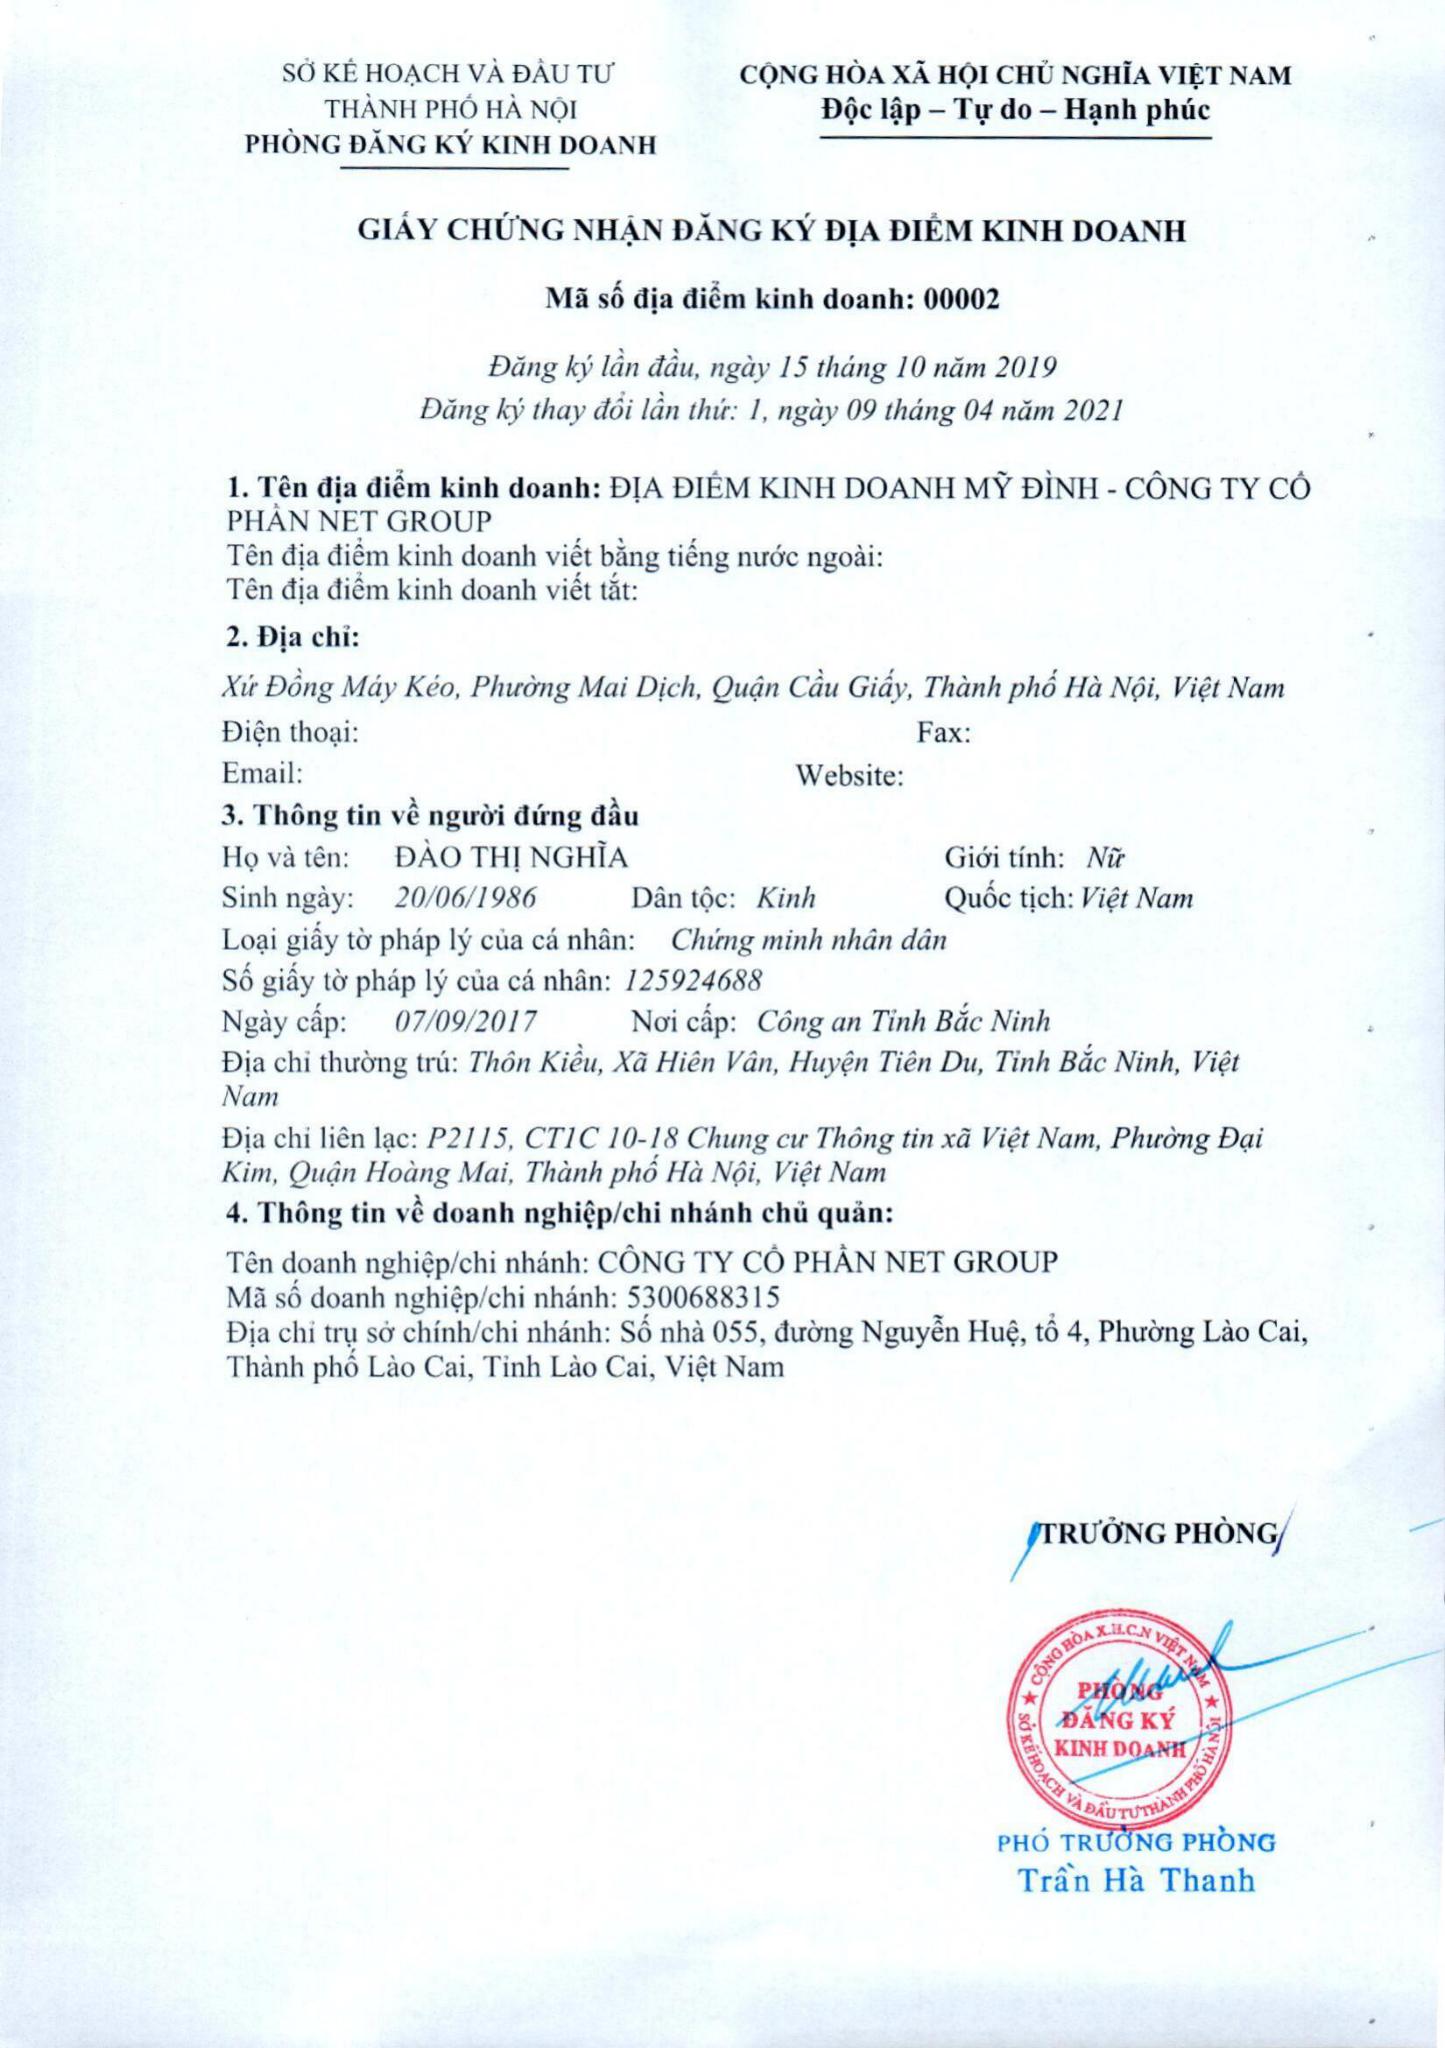 SỞ KẾ HOẠCH VÀ ĐẦU TƯ
THÀNH PHỐ HÀ NỘI
PHÒNG ĐĂNG KÝ KINH DOANH
CỘNG HÒA XÃ HỘI CHỦ NGHĨA VIỆT NAM
Độc lập – Tự do – Hạnh phúc
GIẤY CHỨNG NHẬN ĐĂNG KÝ ĐỊA ĐIỂM KINH DOANH
Mã số địa điểm kinh doanh: 00002
Đăng ký lần đầu, ngày 15 tháng 10 năm 2019
Đăng ký thay đổi lần thứ: 1, ngày 09 tháng 04 năm 2021
1. Tên địa điểm kinh doanh: ĐỊA ĐIỂM KINH DOANH MỸ ĐÌNH - CÔNG TY CỔ
PHẦN NET GROUP
Tên địa điểm kinh doanh viết bằng tiếng nước ngoài:
Tên địa điểm kinh doanh viết tắt:
2. Địa chỉ:
Xứ Đồng Máy Kéo, Phường Mai Dịch, Quận Cầu Giấy, Thành phố Hà Nội, Việt Nam
Điện thoại: Fax:
Email: Website:
3. Thông tin về người đứng đầu
Họ và tên: ĐÀO THỊ NGHĨA Giới tính: Nữ
Sinh ngày: 20/06/1986 Dân tộc: Kinh Quốc tịch: Việt Nam
Loại giấy tờ pháp lý của cá nhân: Chứng minh nhân dân
Số giấy tờ pháp lý của cá nhân: 125924688
Ngày cấp: 07/09/2017 Nơi cấp: Công an Tỉnh Bắc Ninh
Địa chỉ thường trú: Thôn Kiều, Xã Hiên Vân, Huyện Tiên Du, Tỉnh Bắc Ninh, Việt
Nam
Địa chỉ liên lạc: P2115, CT1C 10-18 Chung cư Thông tin xã Việt Nam, Phường Đại
Kim, Quận Hoàng Mai, Thành phố Hà Nội, Việt Nam
4. Thông tin về doanh nghiệp/chi nhánh chủ quản:
Tên doanh nghiệp/chi nhánh: CÔNG TY CỔ PHẦN NET GROUP
Mã số doanh nghiệp/chi nhánh: 5300688315
Địa chỉ trụ sở chính/chi nhánh: Số nhà 055, đường Nguyễn Huệ, tổ 4, Phường Lào Cai,
Thành phố Lào Cai, Tỉnh Lào Cai, Việt Nam
TRƯỞNG PHÒNG
CỘNG HÒA X.H.C.N VIỆT NAM
PHÒNG
ĐĂNG KÝ
KINH DOANH
SỞ KẾ HOẠCH VÀ ĐẦU TƯ THÀNH PHỐ HÀ NỘI
PHÓ TRƯỞNG PHÒNG
Trần Hà Thanh